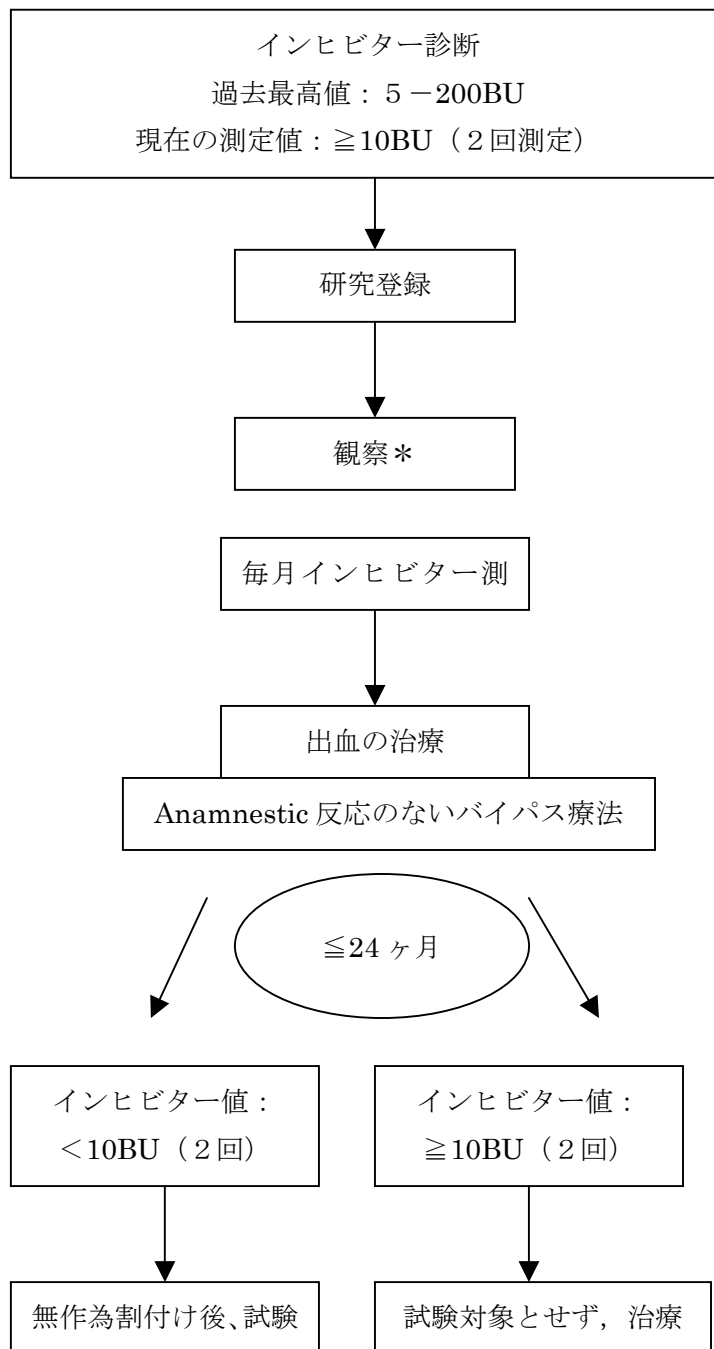 インヒビター診断
過去最高値：５－200BU
現在の測定値：≧10BU（２回測定）
研究登録
観察＊
毎月インヒビター測
出血の治療
Anamnestic 反応のないバイパス療法
≦24 ヶ月
インヒビター値：
＜10BU（２回）
インヒビター値：
≧10BU（２回）
無作為割付け後、試験
試験対象とせず，治療